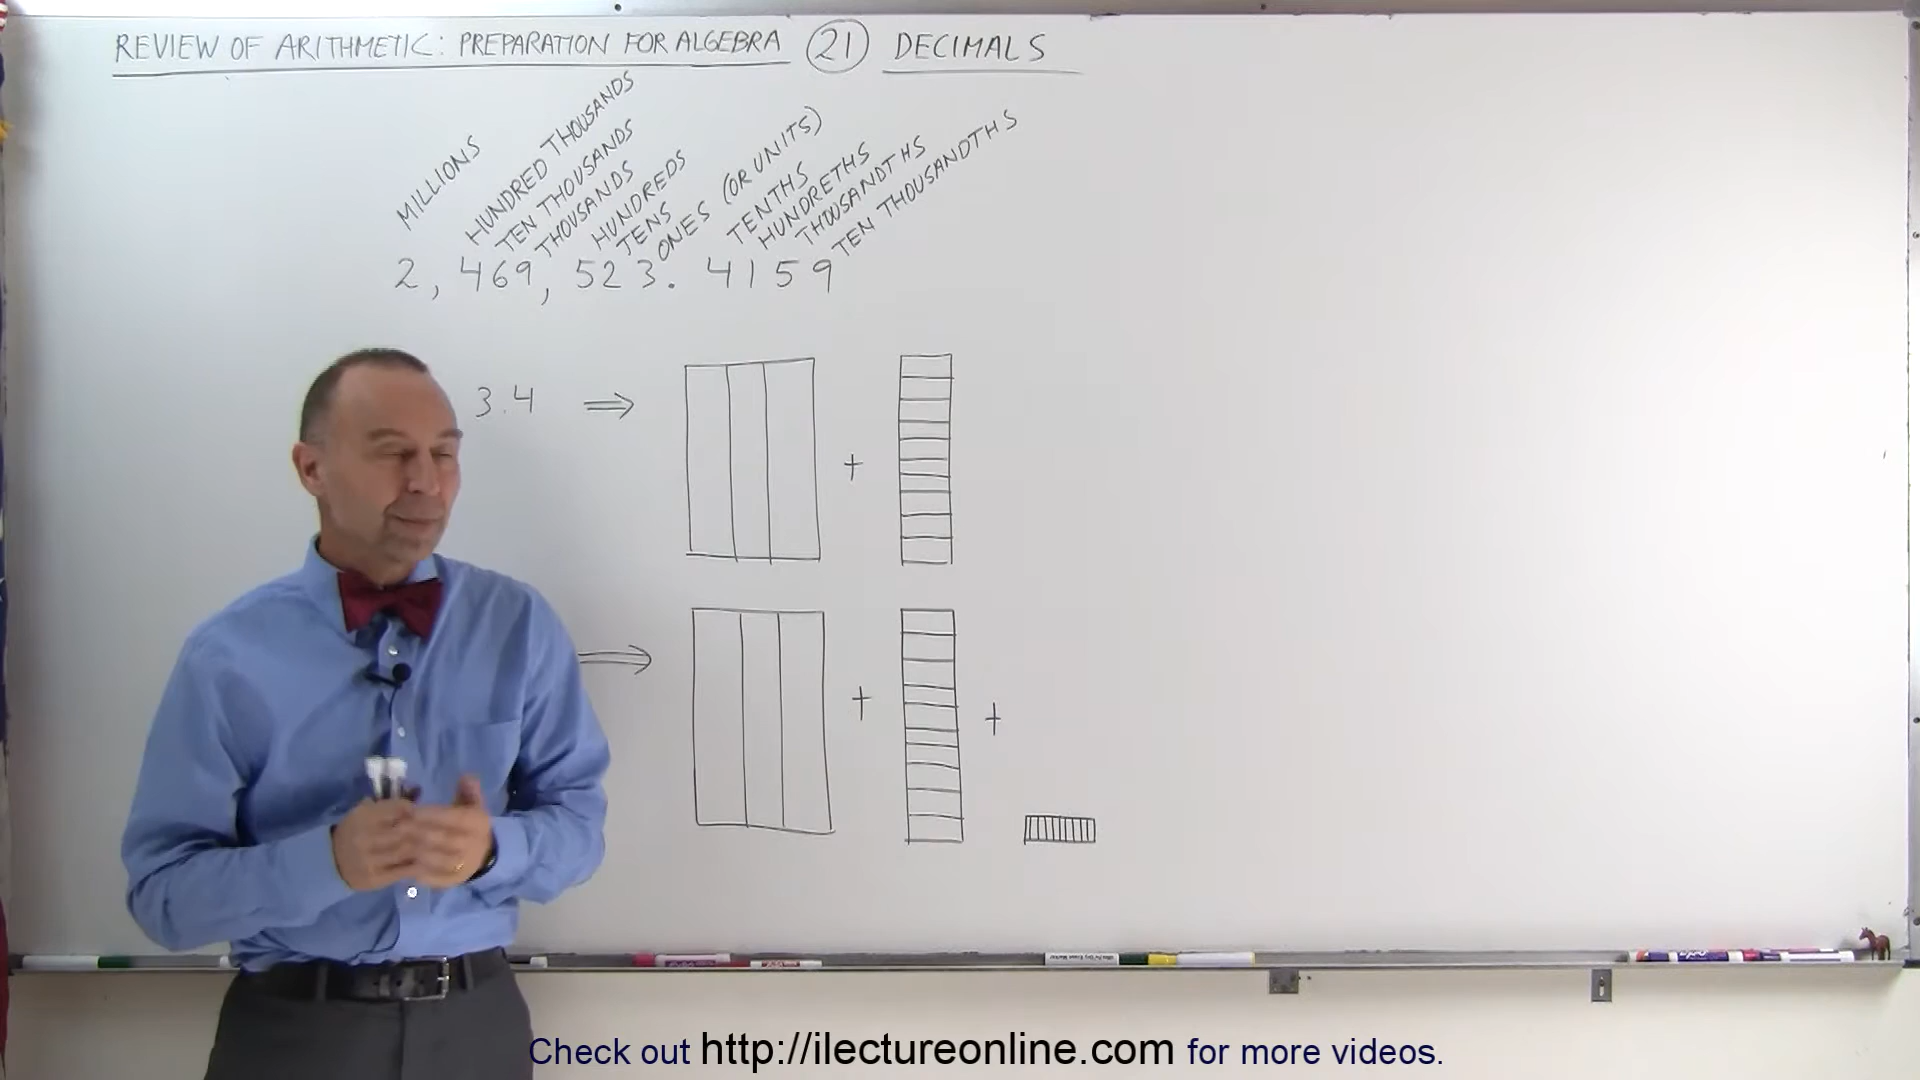 REVIEW OF ARITHMETIC: PREPARATION FOR ALGEBRA (21) DECIMALS
MILLIONS
HUNDRED THOUSANDS
TEN THOUSANDS
THOUSANDS
HUNDREDS
TENS
ONES (OR UNITS)
TENTHS
HUNDRETHS
THOUSANDTHS
TEN THOUSANDTHS
2, 469, 523. 4159
3.4 ⇒
+
⇒
+ +
Check out http://ilectureonline.com for more videos.